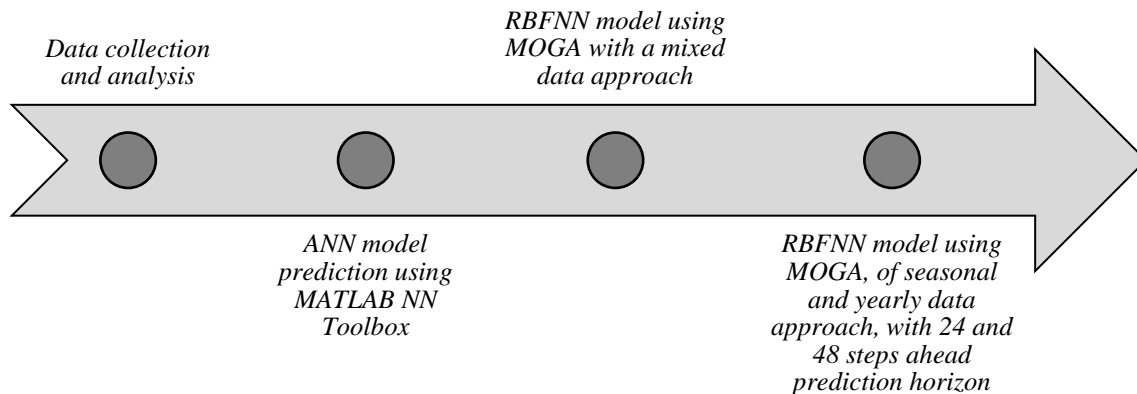 Data collection
and analysis
ANN model
prediction using
MATLAB NN
Toolbox
RBFNN model using
MOGA with a mixed
data approach
RBFNN model using
MOGA, of seasonal
and yearly data
approach, with 24 and
48 steps ahead
prediction horizon